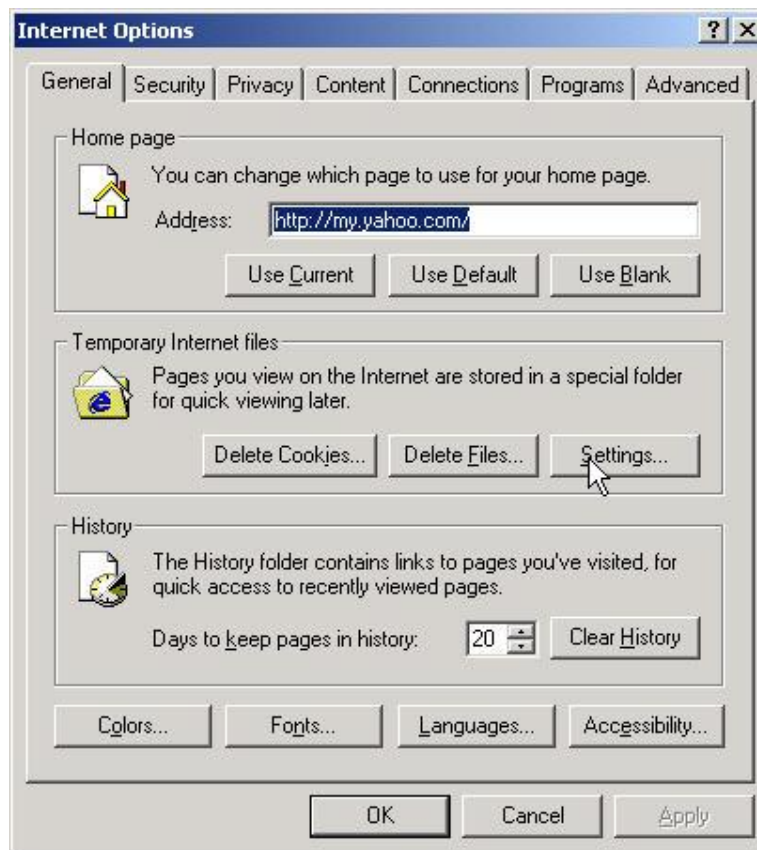 Internet Options
General Security Privacy Content Connections Programs Advanced
Home page
You can change which page to use for your home page.
Address: http://my.yahoo.com/
Use Current Use Default Use Blank
Temporary Internet files
Pages you view on the Internet are stored in a special folder
for quick viewing later.
Delete Cookies... Delete Files... Settings...
History
The History folder contains links to pages you've visited, for
quick access to recently viewed pages.
Days to keep pages in history: 20 Clear History
Colors... Fonts... Languages... Accessibility...
OK Cancel Apply